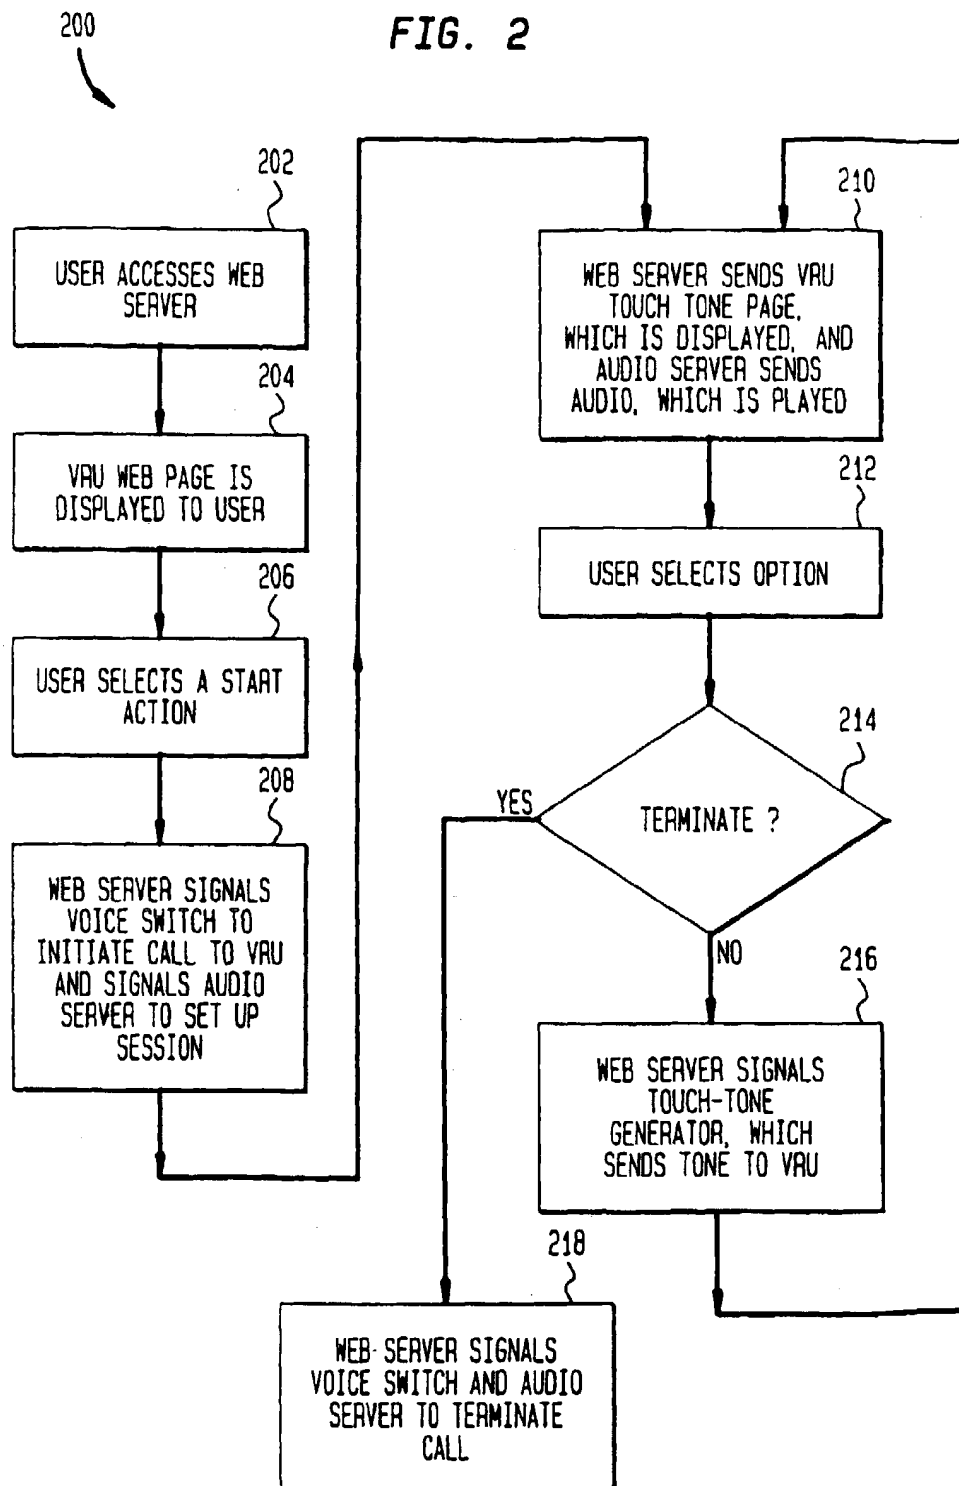 200
FIG. 2
202
USER ACCESSES WEB
SERVER
204
VRU WEB PAGE IS
DISPLAYED TO USER
206
USER SELECTS A START
ACTION
208
WEB SERVER SIGNALS
VOICE SWITCH TO
INITIATE CALL TO VRU
AND SIGNALS AUDIO
SERVER TO SET UP
SESSION
210
WEB SERVER SENDS VRU
TOUCH TONE PAGE,
WHICH IS DISPLAYED, AND
AUDIO SERVER SENDS
AUDIO, WHICH IS PLAYED
212
USER SELECTS OPTION
214
TERMINATE ?
YES
NO
216
WEB SERVER SIGNALS
TOUCH-TONE
GENERATOR, WHICH
SENDS TONE TO VRU
218
WEB SERVER SIGNALS
VOICE SWITCH AND AUDIO
SERVER TO TERMINATE
CALL